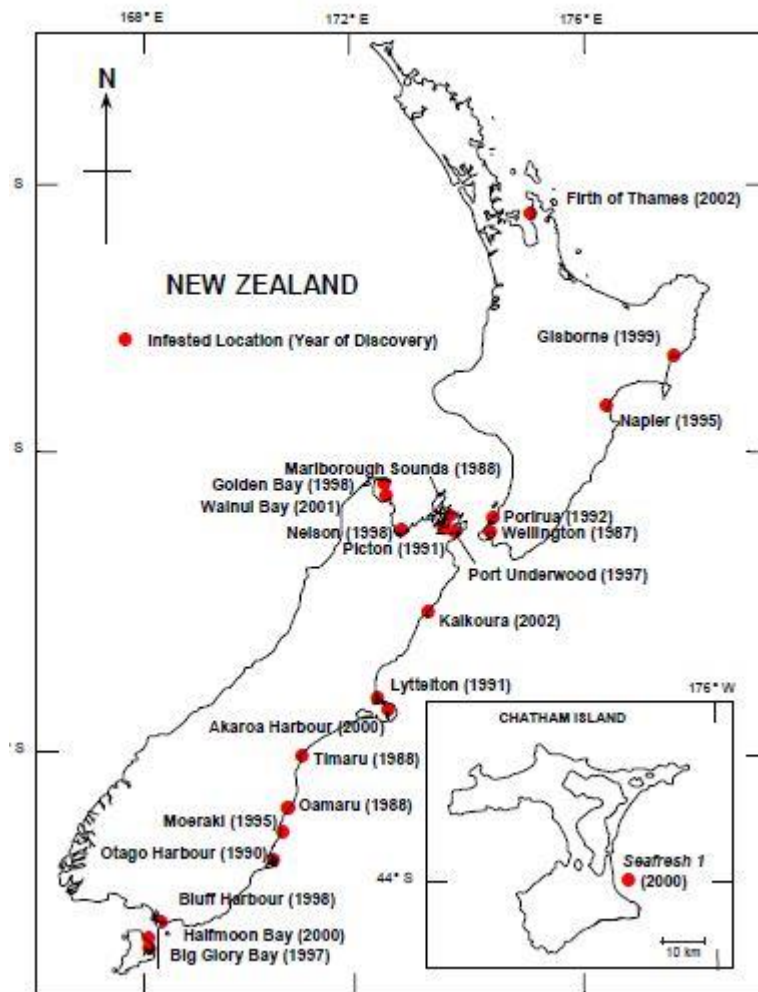 168° E
172° E
176° E
N
S
Firth of Thames (2002)
NEW ZEALAND
Infested Location (Year of Discovery)
Gisborne (1999)
Napier (1995)
S
Marlborough Sounds (1988)
Golden Bay (1998)
Wainui Bay (2001)
Nelson (1998)
Picton (1991)
Porirua (1992)
Wellington (1987)
Port Underwood (1997)
Kaikoura (2002)
Lyttelton (1991)
Akaroa Harbour (2000)
° S
Timaru (1988)
Oamaru (1988)
Moeraki (1995)
Otago Harbour (1990)
Bluff Harbour (1998)
Halfmoon Bay (2000)
Big Glory Bay (1997)
176° W
CHATHAM ISLAND
Seafresh 1
(2000)
44° S
10 km